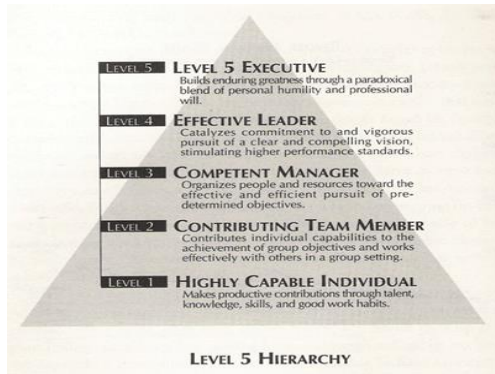 LEVEL 5 LEVEL 5 EXECUTIVE
Builds enduring greatness through a paradoxical
blend of personal humility and professional
will.
LEVEL 4 EFFECTIVE LEADER
Catalyzes commitment to and vigorous
pursuit of a clear and compelling vision,
stimulating higher performance standards.
LEVEL 3 COMPETENT MANAGER
Organizes people and resources toward the
effective and efficient pursuit of pre-
determined objectives.
LEVEL 2 CONTRIBUTING TEAM MEMBER
Contributes individual capabilities to the
achievement of group objectives and works
effectively with others in a group setting.
LEVEL 1 HIGHLY CAPABLE INDIVIDUAL
Makes productive contributions through talent,
knowledge, skills, and good work habits.
LEVEL 5 HIERARCHY